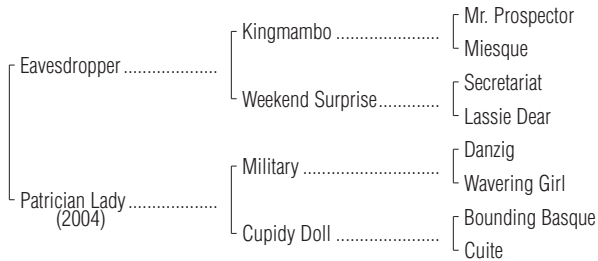 Mr. Prospector
Kingmambo ......................
Miesque
Eavesdropper ....................
Secretariat
Weekend Surprise.............
Lassie Dear
Danzig
Military .............................
Wavering Girl
Patrician Lady ...................
(2004)
Bounding Basque
Cupidy Doll ......................
Cuite